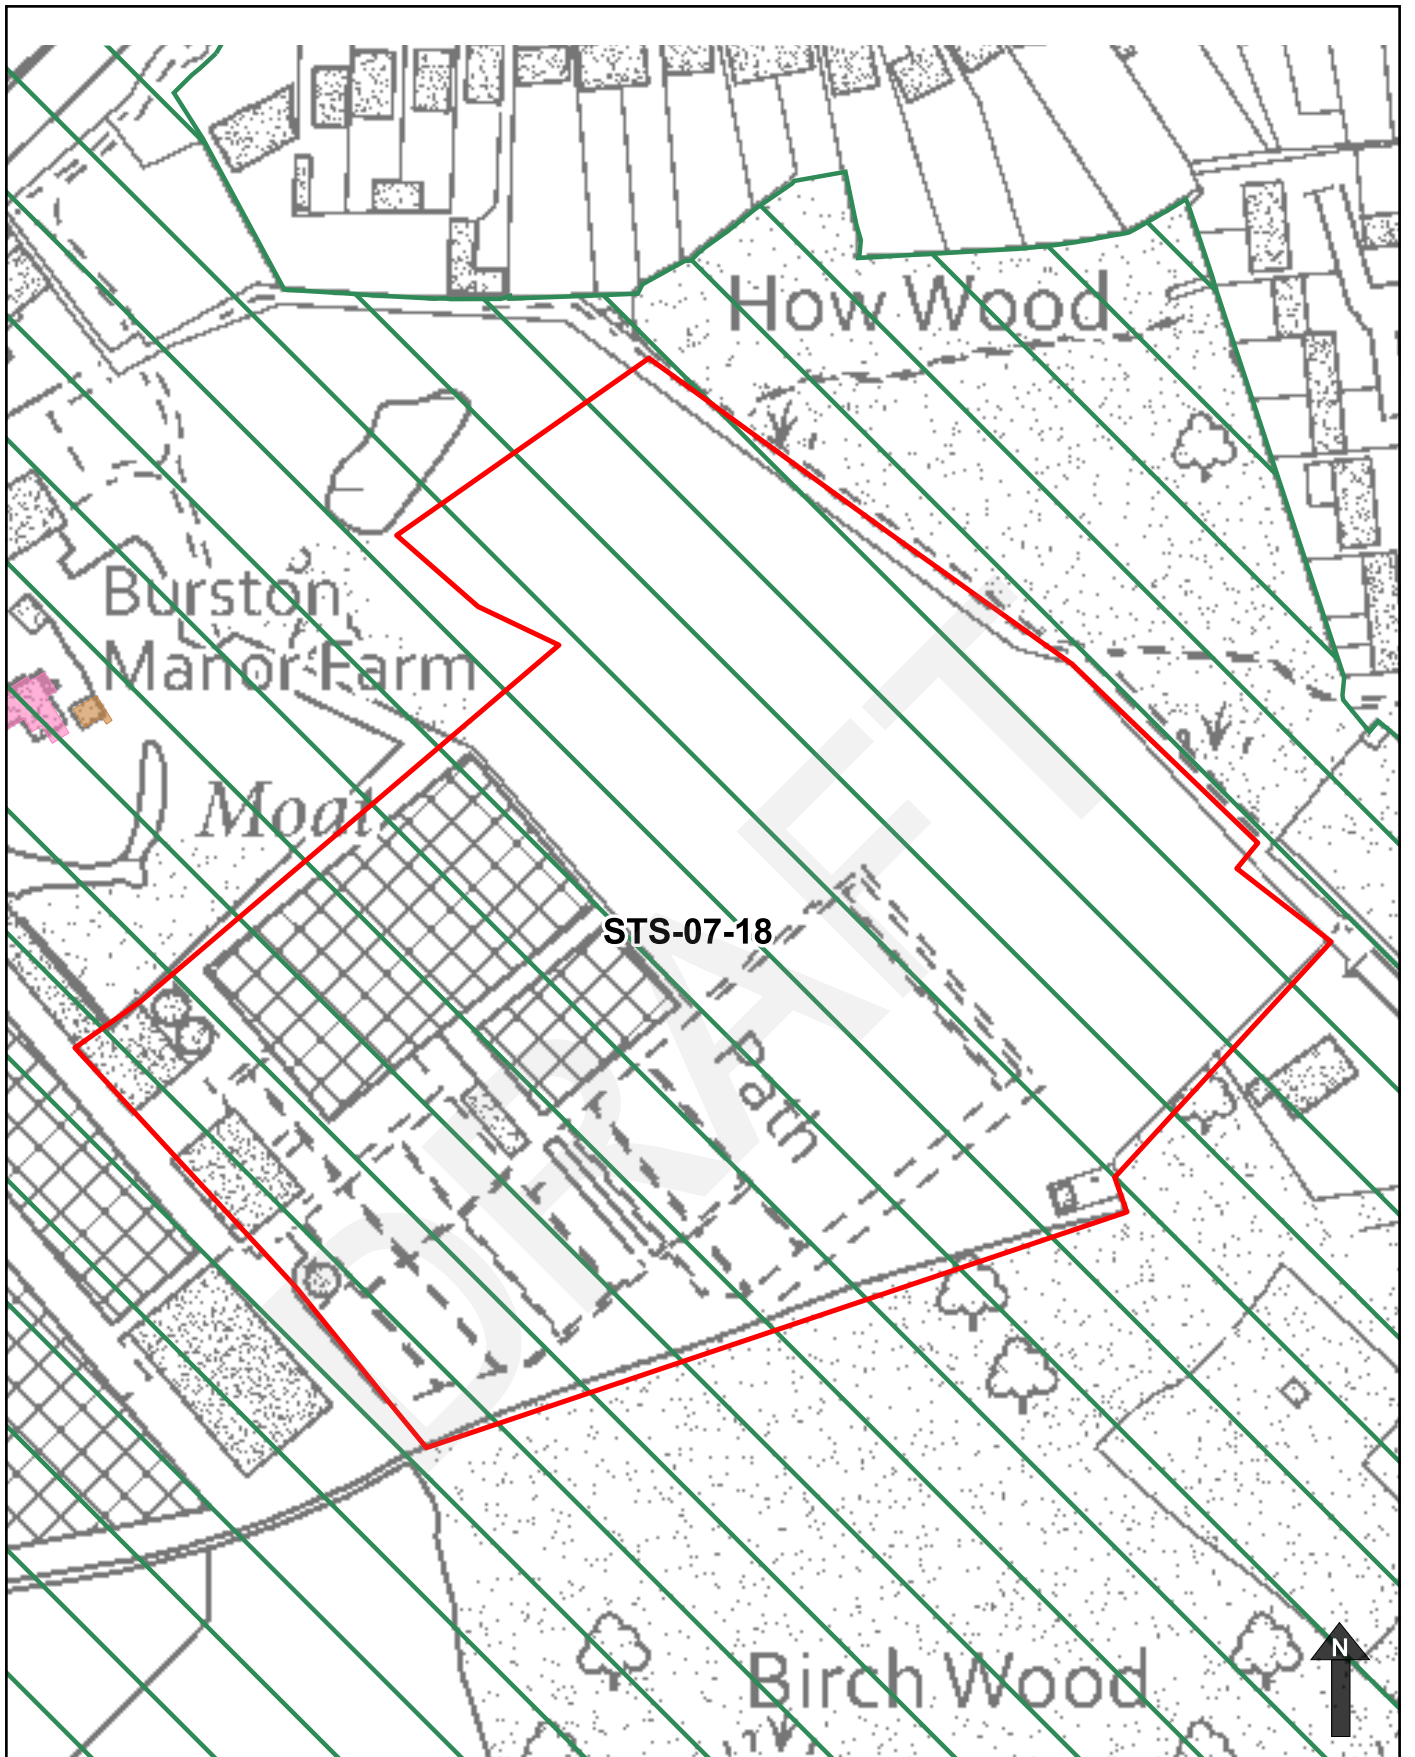 How Wood
Burston
Manor Farm
Moat
STS-07-18
Path
DRAFT
Birch Wood
N